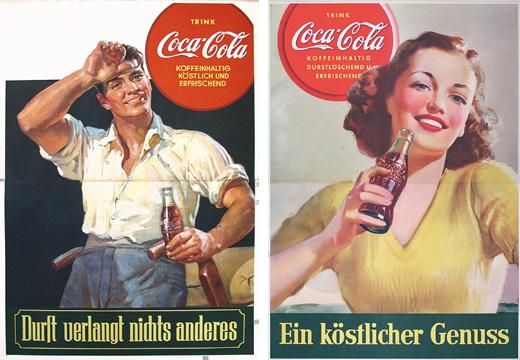 TRINK
Coca-Cola
KOFFEINHALTIG
KÖSTLICH UND
ERFRISCHEND
Durst verlangt nichts anderes
TRINK
Coca-Cola
KOFFEINHALTIG
DURSTLÖSCHEND U.
ERFRISCHEND
Ein köstlicher Genuss